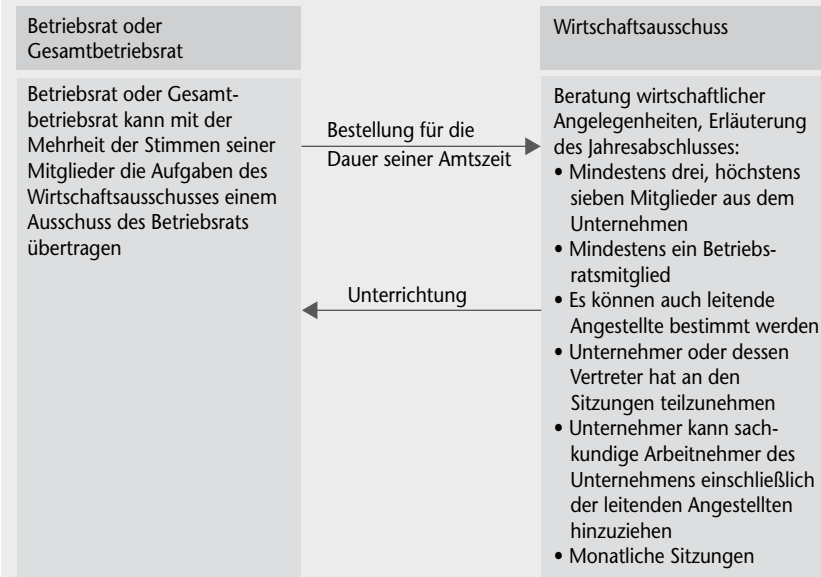 Betriebsrat oder
Gesamtbetriebsrat
Betriebsrat oder Gesamt-
betriebsrat kann mit der
Mehrheit der Stimmen seiner
Mitglieder die Aufgaben des
Wirtschaftsausschusses einem
Ausschuss des Betriebsrats
übertragen
Bestellung für die
Dauer seiner Amtszeit
Unterrichtung
Wirtschaftsausschuss
Beratung wirtschaftlicher
Angelegenheiten, Erläuterung
des Jahresabschlusses:
• Mindestens drei, höchstens
sieben Mitglieder aus dem
Unternehmen
• Mindestens ein Betriebs-
ratsmitglied
• Es können auch leitende
Angestellte bestimmt werden
• Unternehmer oder dessen
Vertreter hat an den
Sitzungen teilzunehmen
• Unternehmer kann sach-
kundige Arbeitnehmer des
Unternehmens einschließlich
der leitenden Angestellten
hinzuziehen
• Monatliche Sitzungen